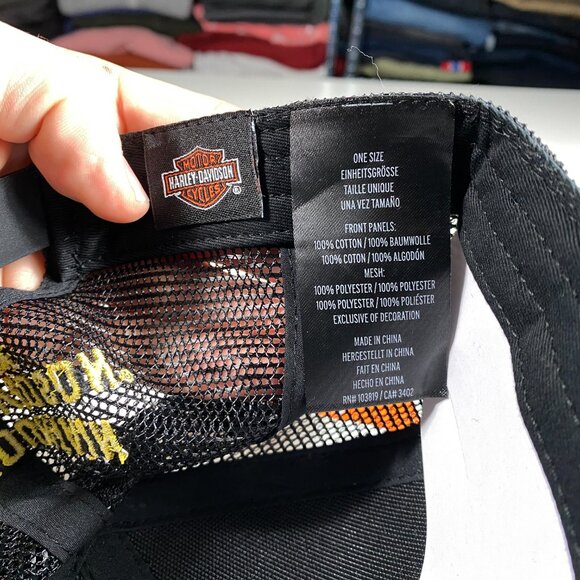 MOTOR
HARLEY-DAVIDSON
CYCLES
®
ONE SIZE
EINHEITSGRÖSSE
TAILLE UNIQUE
UNA VEZ TAMAÑO
FRONT PANELS:
100% COTTON / 100% BAUMWOLLE
100% COTON / 100% ALGODÓN
MESH:
100% POLYESTER / 100% POLYESTER
100% POLYESTER / 100% POLIÉSTER
EXCLUSIVE OF DECORATION
MADE IN CHINA
HERGESTELLT IN CHINA
FAIT EN CHINA
HECHO EN CHINA
RN# 103819 / CA# 3402